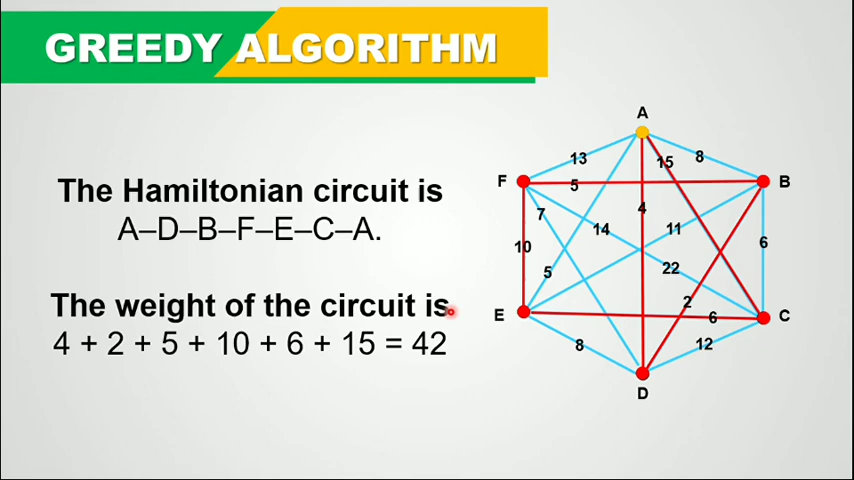 GREEDY ALGORITHM
The Hamiltonian circuit is
A–D–B–F–E–C–A.
The weight of the circuit is
4 + 2 + 5 + 10 + 6 + 15 = 42
A
13
15
8
F
5
B
7
4
14
11
10
6
5
22
2
E
6
C
8
12
D